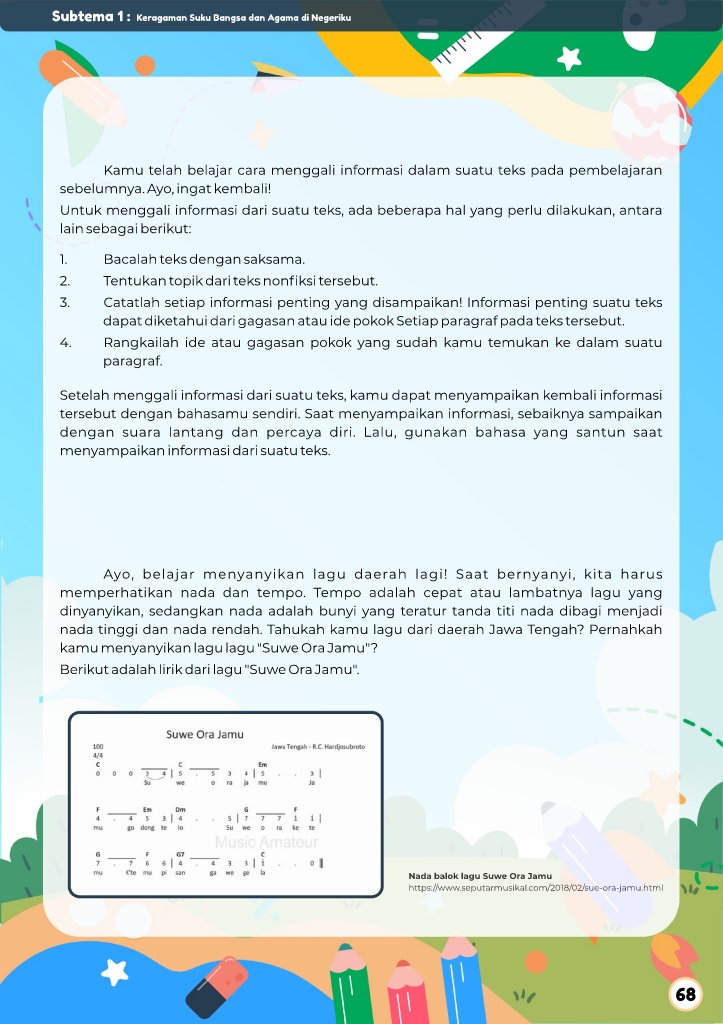 Subtema 1 : Keragaman Suku Bangsa dan Agama di Negeriku
Kamu telah belajar cara menggali informasi dalam suatu teks pada pembelajaran
sebelumnya. Ayo, ingat kembali!
Untuk menggali informasi dari suatu teks, ada beberapa hal yang perlu dilakukan, antara
lain sebagai berikut:
1. Bacalah teks dengan saksama.
2. Tentukan topik dari teks nonfiksi tersebut.
3. Catatlah setiap informasi penting yang disampaikan! Informasi penting suatu teks
dapat diketahui dari gagasan atau ide pokok Setiap paragraf pada teks tersebut.
4. Rangkailah ide atau gagasan pokok yang sudah kamu temukan ke dalam suatu
paragraf.
Setelah menggali informasi dari suatu teks, kamu dapat menyampaikan kembali informasi
tersebut dengan bahasamu sendiri. Saat menyampaikan informasi, sebaiknya sampaikan
dengan suara lantang dan percaya diri. Lalu, gunakan bahasa yang santun saat
menyampaikan informasi dari suatu teks.
Ayo, belajar menyanyikan lagu daerah lagi! Saat bernyanyi, kita harus
memperhatikan nada dan tempo. Tempo adalah cepat atau lambatnya lagu yang
dinyanyikan, sedangkan nada adalah bunyi yang teratur tanda titi nada dibagi menjadi
nada tinggi dan nada rendah. Tahukah kamu lagu dari daerah Jawa Tengah? Pernahkah
kamu menyanyikan lagu lagu "Suwe Ora Jamu"?
Berikut adalah lirik dari lagu "Suwe Ora Jamu".
Suwe Ora Jamu
100 Jawa Tengah - R.C. Hardjosubroto
4/4
C C Em
0 0 0 3 4 | 5 . 5 3 4 | 5 . . 3 |
Su we o ra ja mu Ja
F Em Dm G F
4 . 4 5 3 | 4 . . 5 | 7 7 7 i i |
mu go dong te lo Su we o ra ke te
Music Amateur
G F G7 C
7 . 7 6 6 | 4 . 4 3 3 | i . . 0 ||
mu K'te mu pi san ga we ge la
Nada balok lagu Suwe Ora Jamu
https://www.seputarmusikal.com/2018/02/sue-ora-jamu.html
68